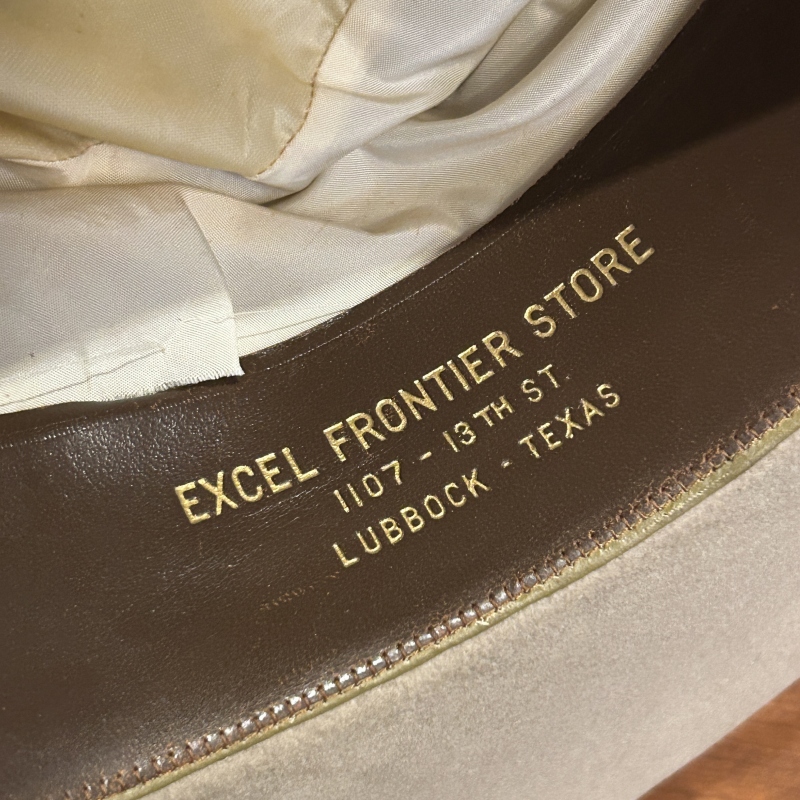 EXCEL FRONTIER STORE
1107 - 13TH ST.
LUBBOCK - TEXAS